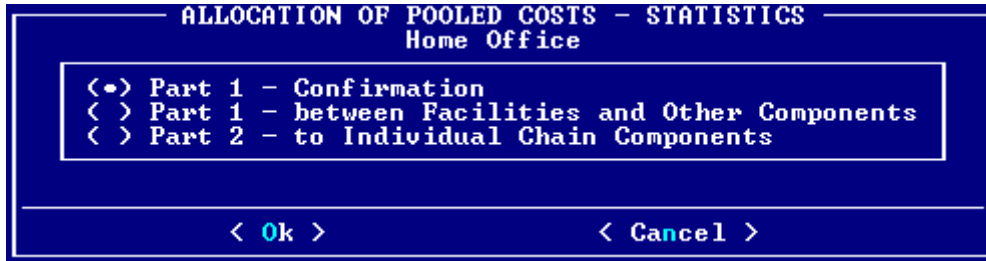 ALLOCATION OF POOLED COSTS - STATISTICS
Home Office
(•) Part 1 - Confirmation
( ) Part 1 - between Facilities and Other Components
( ) Part 2 - to Individual Chain Components
< Ok > < Cancel >